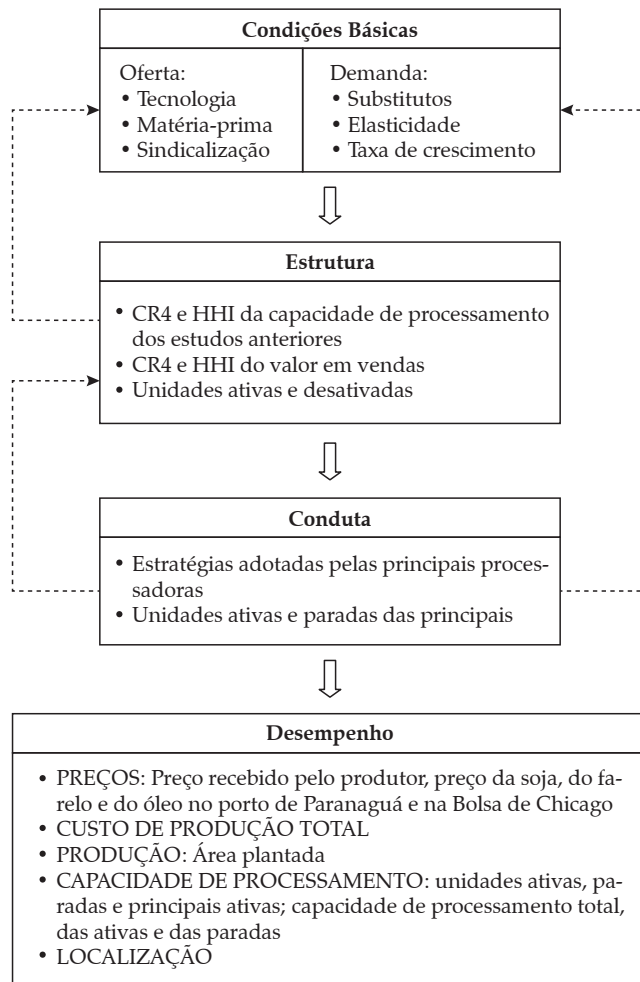 Condições Básicas
Oferta:
• Tecnologia
• Matéria-prima
• Sindicalização
Demanda:
• Substitutos
• Elasticidade
• Taxa de crescimento
Estrutura
• CR4 e HHI da capacidade de processamento
dos estudos anteriores
• CR4 e HHI do valor em vendas
• Unidades ativas e desativadas
Conduta
• Estratégias adotadas pelas principais proces-
sadoras
• Unidades ativas e paradas das principais
Desempenho
• PREÇOS: Preço recebido pelo produtor, preço da soja, do fa-
relo e do óleo no porto de Paranaguá e na Bolsa de Chicago
• CUSTO DE PRODUÇÃO TOTAL
• PRODUÇÃO: Área plantada
• CAPACIDADE DE PROCESSAMENTO: unidades ativas, pa-
radas e principais ativas; capacidade de processamento total,
das ativas e das paradas
• LOCALIZAÇÃO